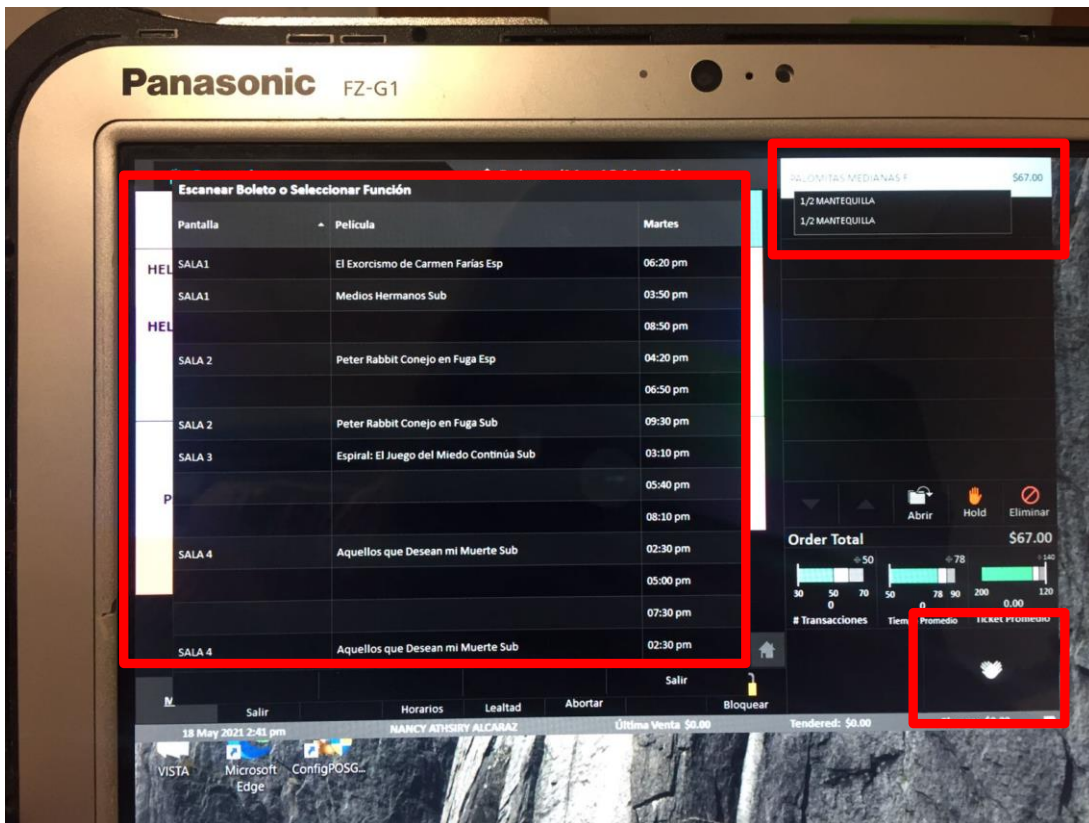 Panasonic FZ-G1
Escanear Boleto o Seleccionar Función
Pantalla Película Martes
SALA1 El Exorcismo de Carmen Farías Esp 06:20 pm
SALA1 Medios Hermanos Sub 03:50 pm
08:50 pm
SALA 2 Peter Rabbit Conejo en Fuga Esp 04:20 pm
06:50 pm
SALA 2 Peter Rabbit Conejo en Fuga Sub 09:30 pm
SALA 3 Espiral: El Juego del Miedo Continúa Sub 03:10 pm
05:40 pm
08:10 pm
SALA 4 Aquellos que Desean mi Muerte Sub 02:30 pm
05:00 pm
07:30 pm
SALA 4 Aquellos que Desean mi Muerte Sub 02:30 pm
Salir
HEL
HEL
P
PALOMITAS MEDIANAS F $67.00
1/2 MANTEQUILLA
1/2 MANTEQUILLA
Abrir Hold Eliminar
Order Total $67.00
50 78 140
30 50 70 50 78 90 200 120
0 0 0.00
# Transacciones Tiempo Promedio Ticket Promedio
M Salir Horarios Lealtad Abortar Bloquear
18 May 2021 2:41 pm NANCY ATHSIRY ALCARAZ Última Venta $0.00 Tendered: $0.00
VISTA Microsoft Edge ConfigPOSG...